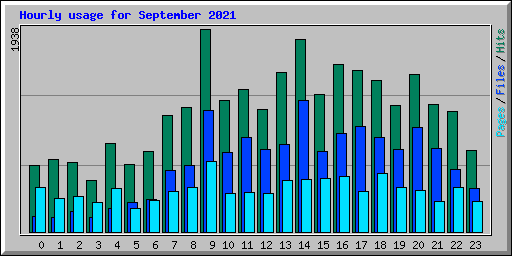 Hourly usage for September 2021
1938
Pages/Files/Hits
0 1 2 3 4 5 6 7 8 9 10 11 12 13 14 15 16 17 18 19 20 21 22 23